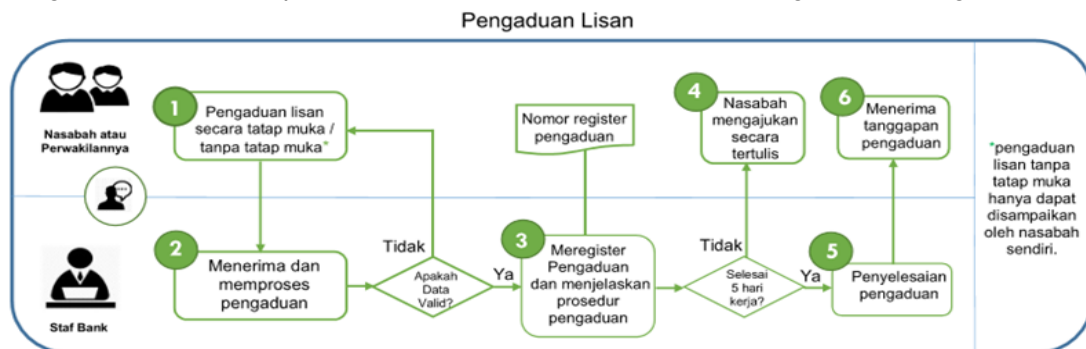 Pengaduan Lisan
Nasabah atau
Perwakilannya
1
Pengaduan lisan
secara tatap muka /
tanpa tatap muka*
Nomor register
pengaduan
4
Nasabah
mengajukan
secara
tertulis
6
Menerima
tanggapan
pengaduan
*pengaduan
lisan tanpa
tatap muka
hanya dapat
disampaikan
oleh nasabah
sendiri.
Staf Bank
2
Menerima dan
memproses
pengaduan
Tidak
Apakah
Data
Valid?
Ya
3
Meregister
Pengaduan
dan menjelaskan
prosedur
pengaduan
Tidak
Selesai
5 hari
kerja?
Ya
5
Penyelesaian
pengaduan